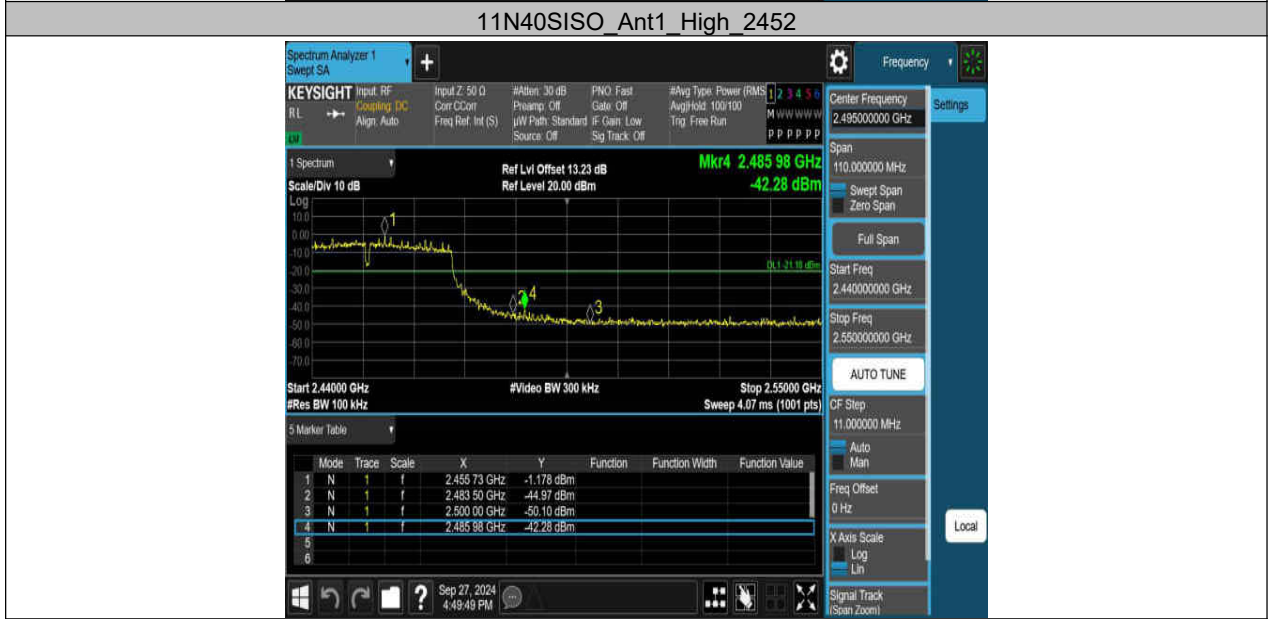 11N40SISO_Ant1_High_2452
Spectrum Analyzer 1
Swept SA
Frequency
KEYSIGHT
RL
Input: RF
Coupling: DC
Align: Auto
Input Z: 50 Ω
Corr CCorr
Freq Ref: Int (S)
#Atten: 30 dB
Preamp: Off
µW Path: Standard
Source: Off
PNO: Fast
Gate: Off
IF Gain: Low
Sig Track: Off
#Avg Type: Power (RMS
Avg|Hold: 100/100
Trig: Free Run
1 2 3 4 5 6
M W W W W W
P P P P P P
Center Frequency
2.495000000 GHz
Settings
Span
110.000000 MHz
Swept Span
Zero Span
Full Span
Start Freq
2.440000000 GHz
Stop Freq
2.550000000 GHz
AUTO TUNE
CF Step
11.000000 MHz
Auto
Man
Freq Offset
0 Hz
X Axis Scale
Log
Lin
Signal Track
(Span Zoom)
Local
1 Spectrum
Scale/Div 10 dB
Ref Lvl Offset 13.23 dB
Ref Level 20.00 dBm
Mkr4 2.485 98 GHz
-42.28 dBm
Log
10.0
0.00
-10.0
-20.0
-30.0
-40.0
-50.0
-60.0
-70.0
1
2
4
3
DL1 -21.18 dBm
Start 2.44000 GHz
#Res BW 100 kHz
#Video BW 300 kHz
Stop 2.55000 GHz
Sweep 4.07 ms (1001 pts)
5 Marker Table
Mode Trace Scale X Y Function Function Width Function Value
1 N 1 f 2.455 73 GHz -1.178 dBm
2 N 1 f 2.483 50 GHz -44.97 dBm
3 N 1 f 2.500 00 GHz -50.10 dBm
4 N 1 f 2.485 98 GHz -42.28 dBm
5
6
Sep 27, 2024
4:49:49 PM